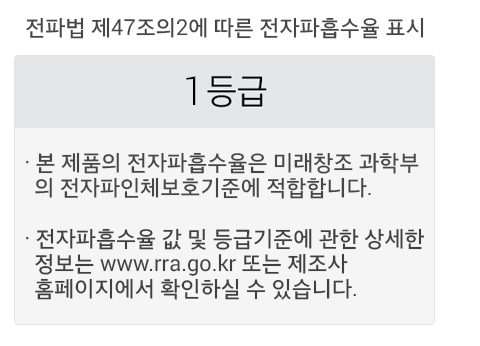 전파법 제47조의2에 따른 전자파흡수율 표시
1 등급
· 본 제품의 전자파흡수율은 미래창조 과학부
의 전자파인체보호기준에 적합합니다.
· 전자파흡수율 값 및 등급기준에 관한 상세한
정보는 www.rra.go.kr 또는 제조사
홈페이지에서 확인하실 수 있습니다.